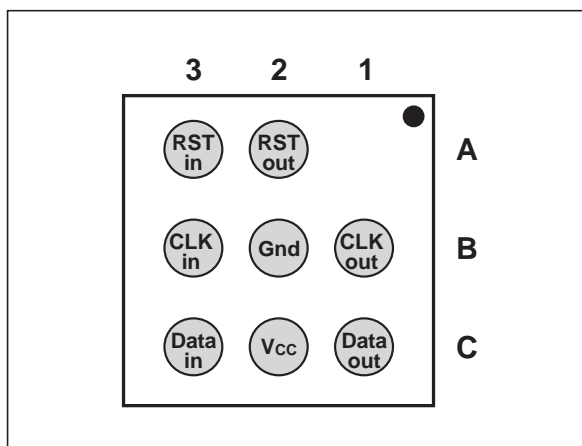 3 2 1
RST RST
in out
A
CLK Gnd CLK
in out
B
Data Vcc Data
in out
C